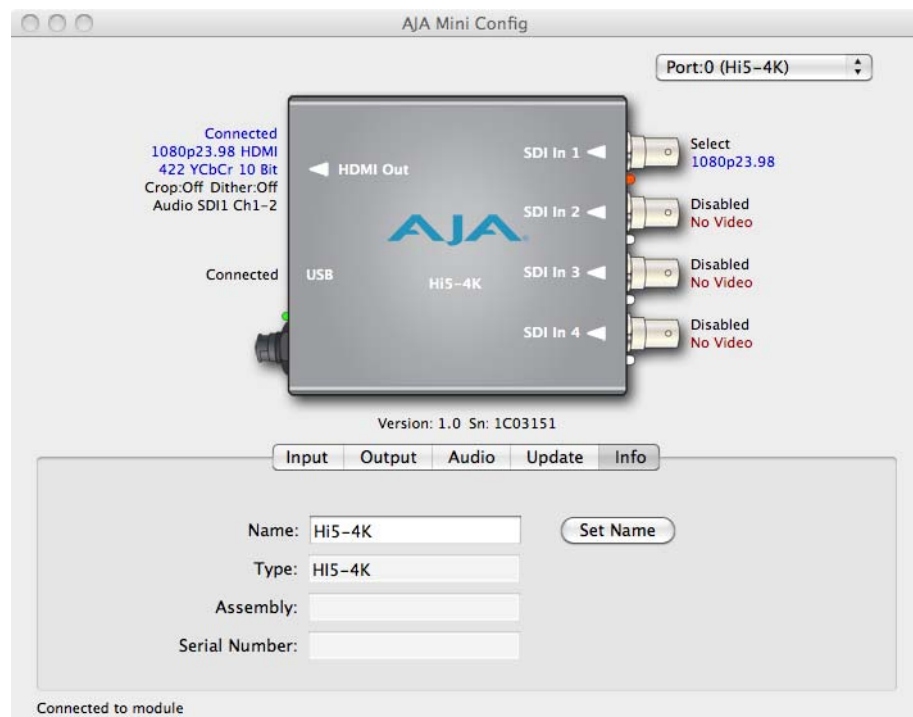 AJA Mini Config
Port:0 (Hi5-4K)
Connected
1080p23.98 HDMI
422 YCbCr 10 Bit
Crop:Off Dither:Off
Audio SDI1 Ch1-2
Connected
HDMI Out
USB
AJA
Hi5-4K
SDI In 1
SDI In 2
SDI In 3
SDI In 4
Select
1080p23.98
Disabled
No Video
Disabled
No Video
Disabled
No Video
Version: 1.0 Sn: 1C03151
Input Output Audio Update Info
Name: Hi5-4K Set Name
Type: HI5-4K
Assembly:
Serial Number:
Connected to module